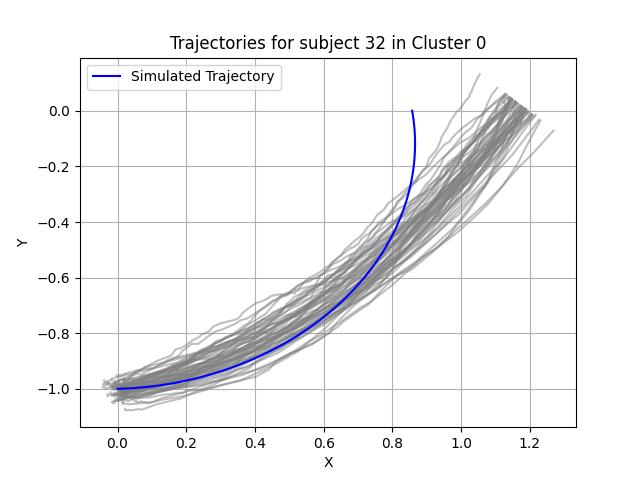 Trajectories for subject 32 in Cluster 0
Simulated Trajectory
Y
0.0
−0.2
−0.4
−0.6
−0.8
−1.0
0.0 0.2 0.4 0.6 0.8 1.0 1.2
X